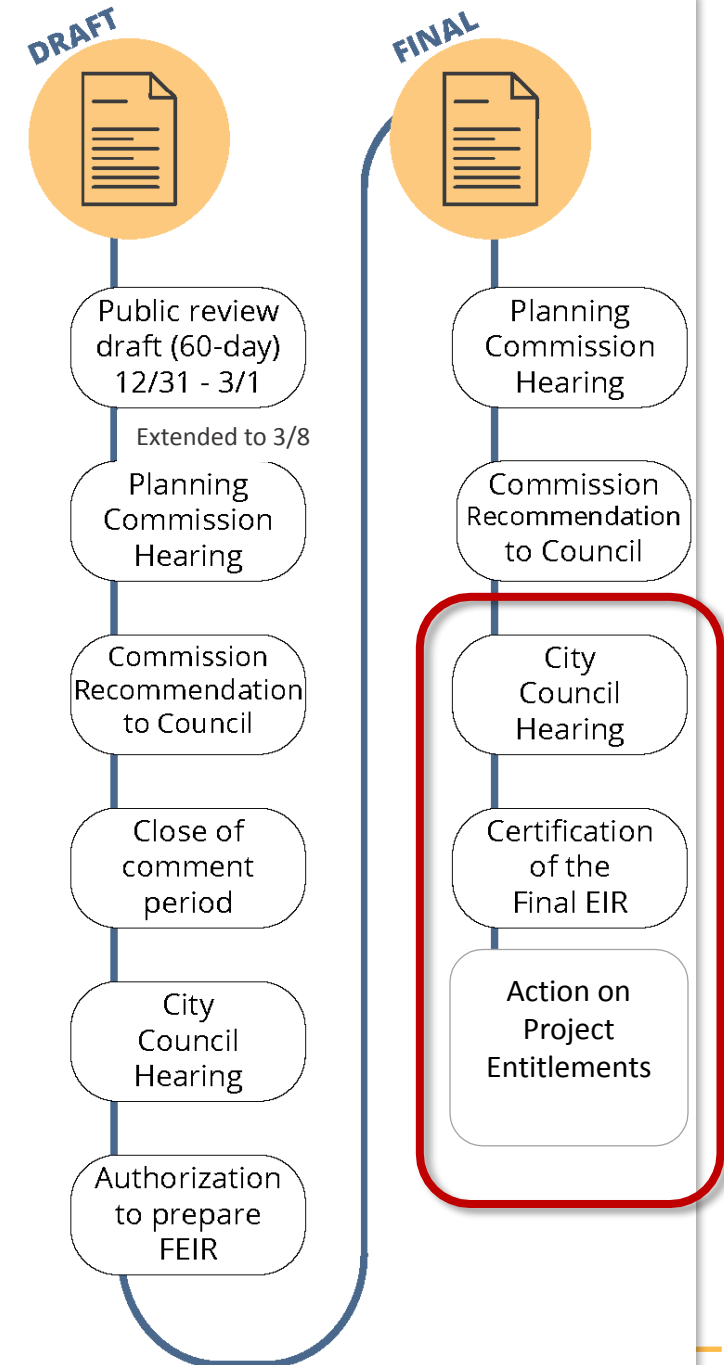 DRAFT
Public review
draft (60-day)
12/31 - 3/1
Extended to 3/8
Planning
Commission
Hearing
Commission
Recommendation
to Council
Close of
comment
period
City
Council
Hearing
Authorization
to prepare
FEIR
FINAL
Planning
Commission
Hearing
Commission
Recommendation
to Council
City
Council
Hearing
Certification
of the
Final EIR
Action on
Project
Entitlements